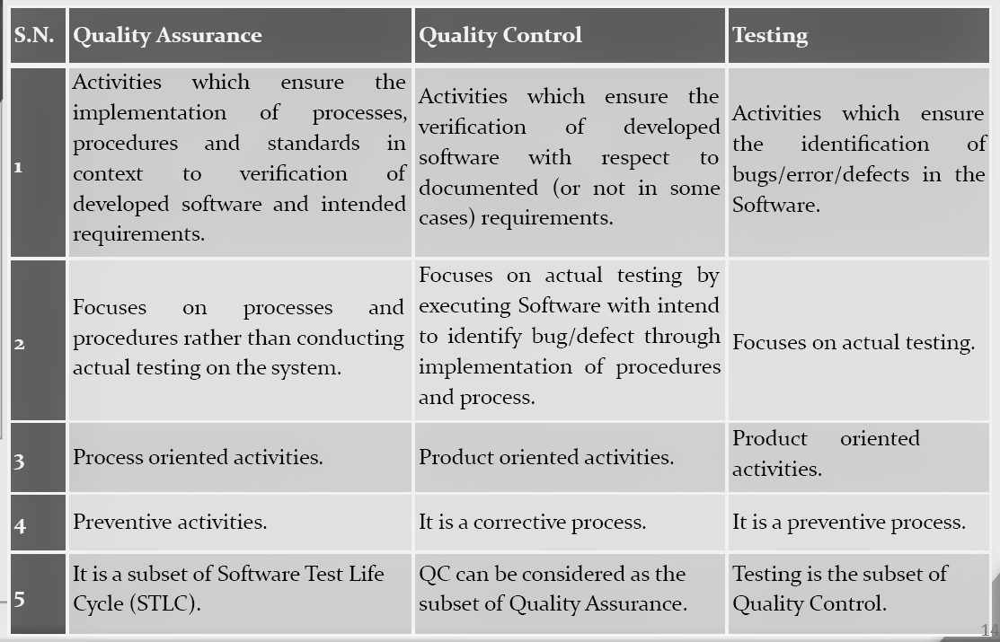 S.N. Quality Assurance Quality Control Testing
1
Activities which ensure the
implementation of processes,
procedures and standards in
context to verification of
developed software and intended
requirements.
Activities which ensure the
verification of developed
software with respect to
documented (or not in some
cases) requirements.
Activities which ensure
the identification of
bugs/error/defects in the
Software.
2
Focuses on processes and
procedures rather than conducting
actual testing on the system.
Focuses on actual testing by
executing Software with intend
to identify bug/defect through
implementation of procedures
and process.
Focuses on actual testing.
3
Process oriented activities.
Product oriented activities.
Product oriented
activities.
4
Preventive activities.
It is a corrective process.
It is a preventive process.
5
It is a subset of Software Test Life
Cycle (STLC).
QC can be considered as the
subset of Quality Assurance.
Testing is the subset of
Quality Control.
14